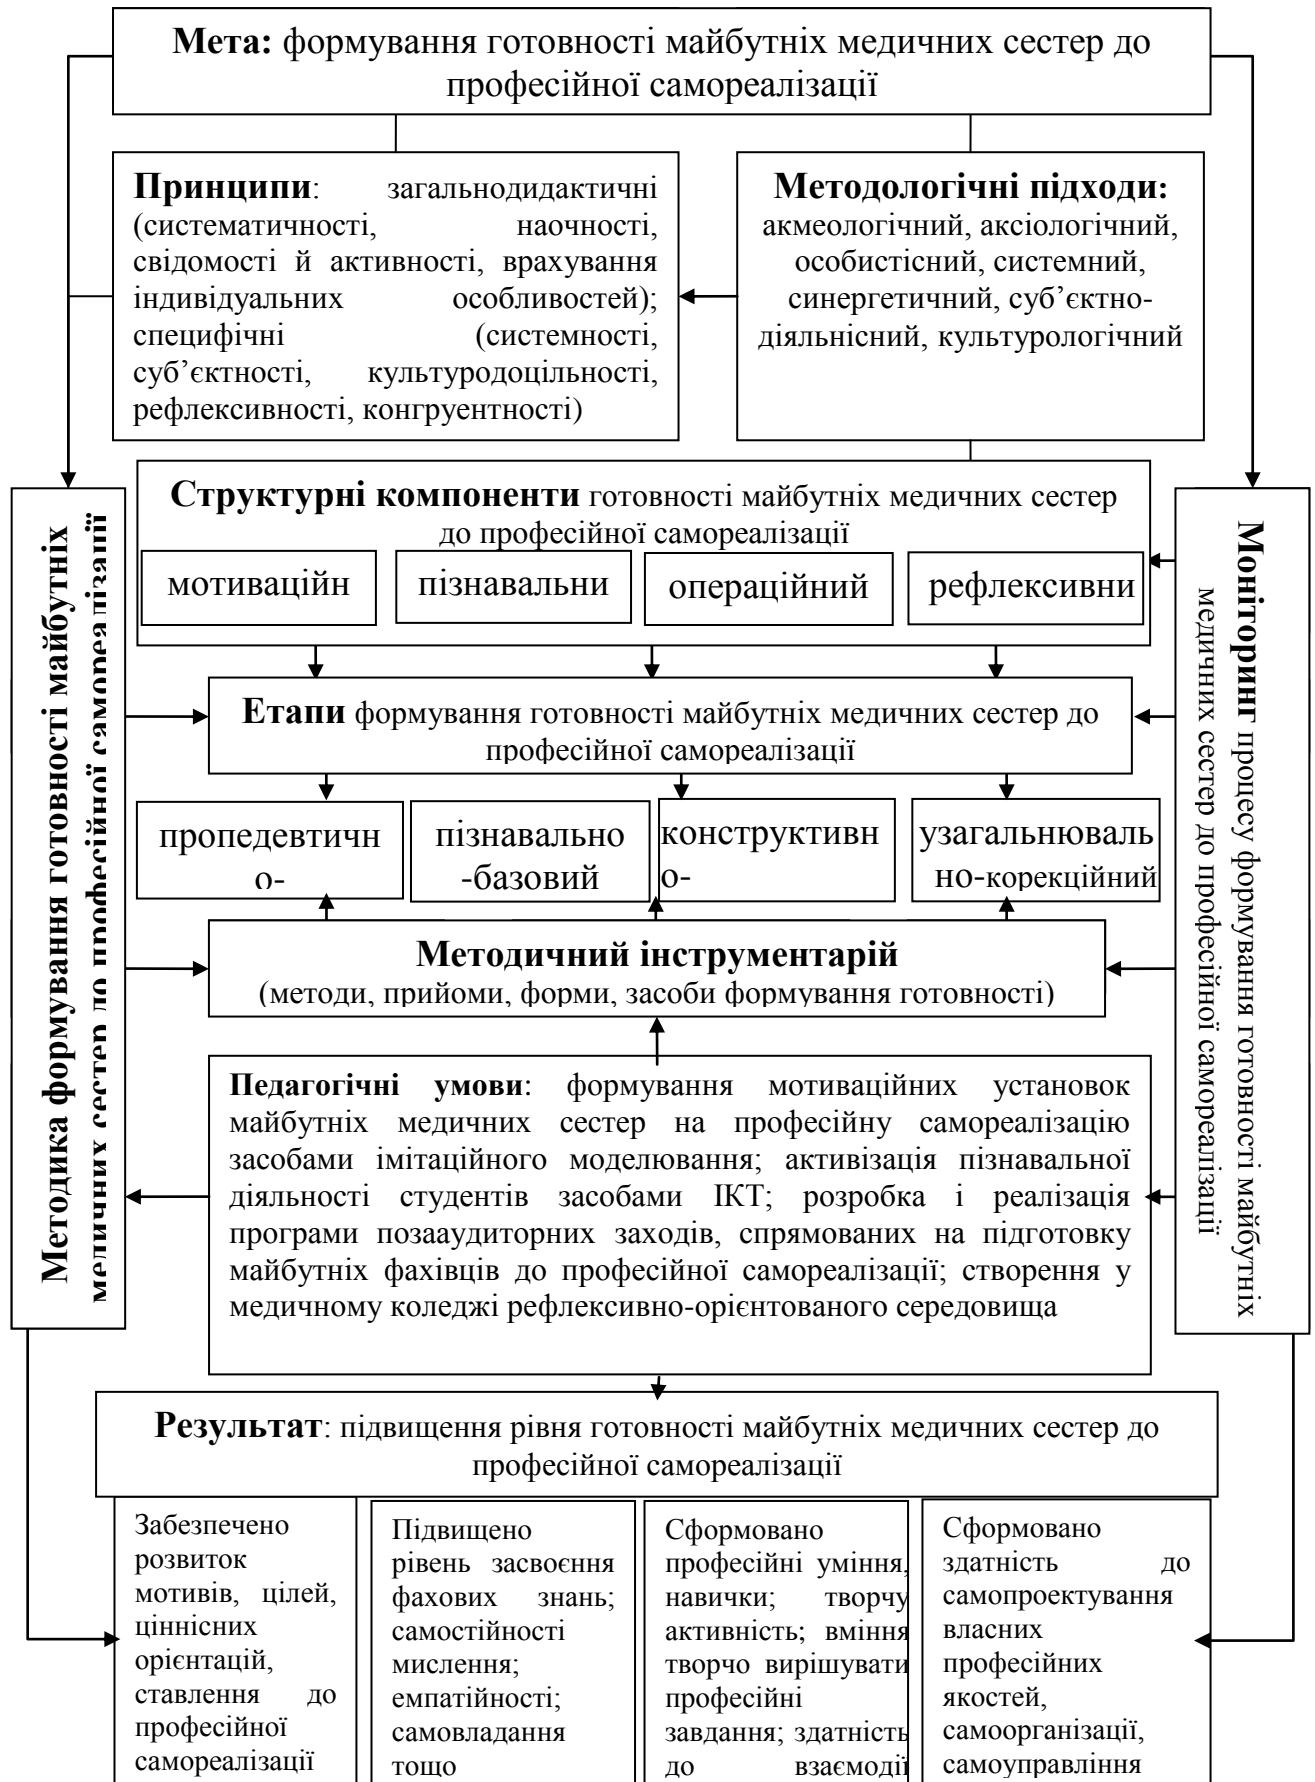 Мета: формування готовності майбутніх медичних сестер до
професійної самореалізації
Принципи: загальнодидактичні
(систематичності, наочності,
свідомості й активності, врахування
індивідуальних особливостей);
специфічні (системності,
суб’єктності, культуродоцільності,
рефлексивності, конгруентності)
Методологічні підходи:
акмеологічний, аксіологічний,
особистісний, системний,
синергетичний, суб’єктно-
діяльнісний, культурологічний
Методика формування готовності майбутніх
медичних сестер до професійної самореалізації
Структурні компоненти готовності майбутніх медичних сестер
до професійної самореалізації
мотиваційн
пізнавальни
операційний
рефлексивни
Етапи формування готовності майбутніх медичних сестер до
професійної самореалізації
пропедевтичн
о-
пізнавально
-базовий
конструктивн
о-
узагальнюваль
но-корекційний
Методичний інструментарій
(методи, прийоми, форми, засоби формування готовності)
Педагогічні умови: формування мотиваційних установок
майбутніх медичних сестер на професійну самореалізацію
засобами імітаційного моделювання; активізація пізнавальної
діяльності студентів засобами ІКТ; розробка і реалізація
програми позааудиторних заходів, спрямованих на підготовку
майбутніх фахівців до професійної самореалізації; створення у
медичному коледжі рефлексивно-орієнтованого середовища
Моніторинг процесу формування готовності майбутніх
медичних сестер до професійної самореалізації
Результат: підвищення рівня готовності майбутніх медичних сестер до
професійної самореалізації
Забезпечено
розвиток
мотивів, цілей,
ціннісних
орієнтацій,
ставлення до
професійної
самореалізації
Підвищено
рівень засвоєння
фахових знань;
самостійності
мислення;
емпатійності;
самовладання
тощо
Сформовано
професійні уміння,
навички; творчу
активність; вміння
творчо вирішувати
професійні
завдання; здатність
до взаємодії
Сформовано
здатність до
самопроектування
власних
професійних
якостей,
самоорганізації,
самоуправління